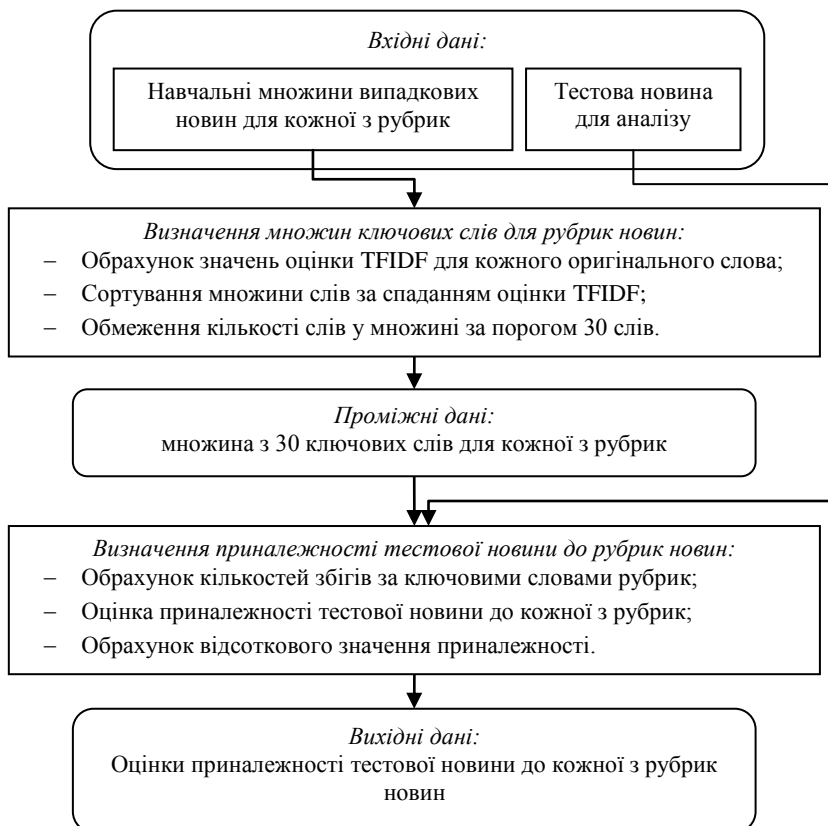 Вхідні дані:
Навчальні множини випадкових
новин для кожної з рубрик
Тестова новина
для аналізу
Визначення множин ключових слів для рубрик новин:
– Обрахунок значень оцінки TFIDF для кожного оригінального слова;
– Сортування множини слів за спаданням оцінки TFIDF;
– Обмеження кількості слів у множині за порогом 30 слів.
Проміжні дані:
множина з 30 ключових слів для кожної з рубрик
Визначення приналежності тестової новини до рубрик новин:
– Обрахунок кількостей збігів за ключовими словами рубрик;
– Оцінка приналежності тестової новини до кожної з рубрик;
– Обрахунок відсоткового значення приналежності.
Вихідні дані:
Оцінки приналежності тестової новини до кожної з рубрик
новин